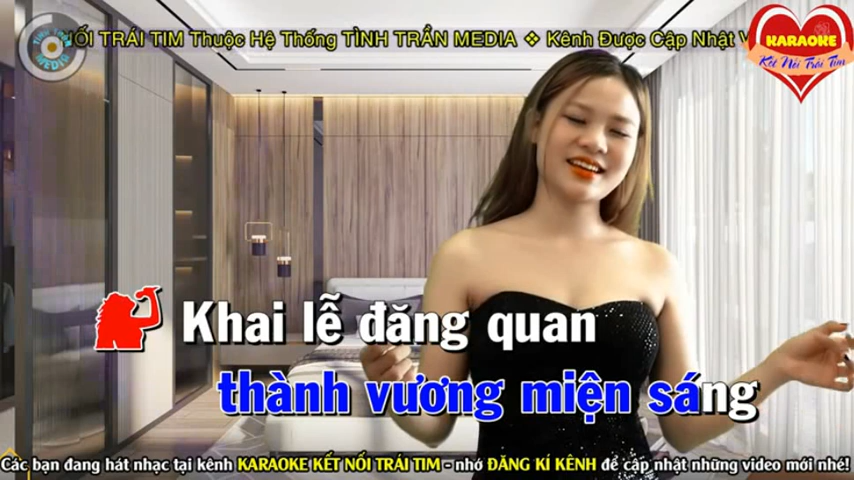 NỐI TRÁI TIM Thuộc Hệ Thống TÌNH TRẦN MEDIA ❖ Kênh Được Cập Nhật
KARAOKE
Kết Nối Trái Tim
MEDIA
Khai lễ đăng quan
thành vương miện sáng
Các bạn đang hát nhạc tại kênh KARAOKE KẾT NỐI TRÁI TIM - nhớ ĐĂNG KÍ KÊNH để cập nhật những video mới nhé!